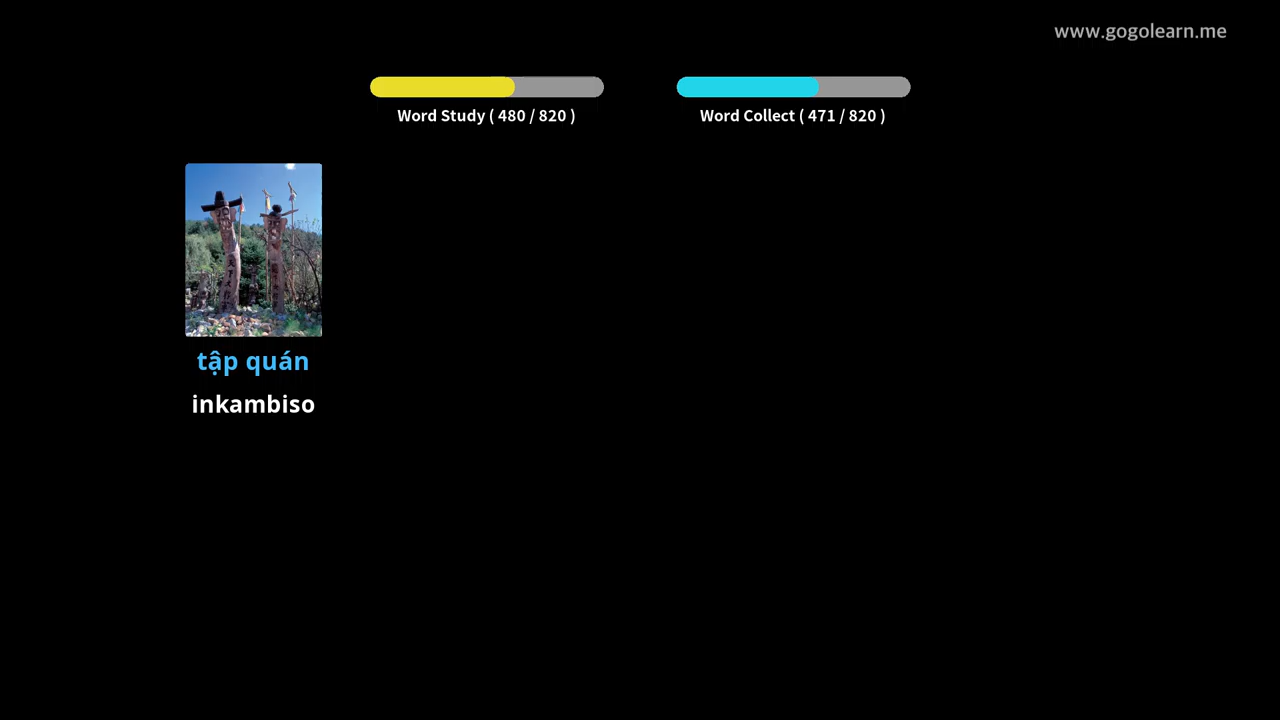 www.gogolearn.me
Word Study ( 480 / 820 )
Word Collect ( 471 / 820 )
tập quán
inkambiso